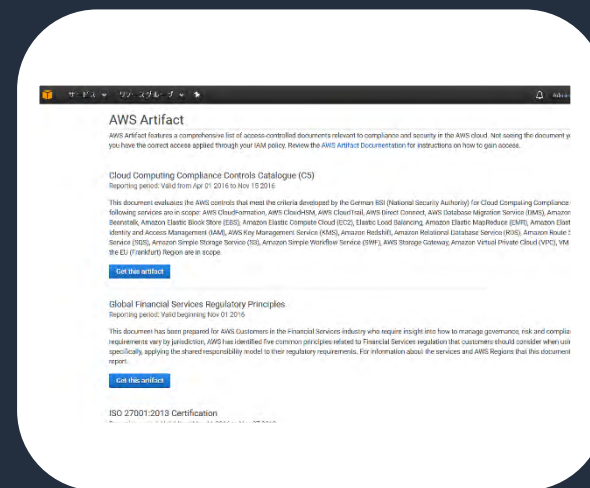 サービス
リソースグループ
AWS Artifact
AWS Artifact features a comprehensive list of access-controlled documents relevant to compliance and security in the AWS cloud. Not seeing the document y
you have the correct access applied through your IAM policy. Review the AWS Artifact Documentation for instructions on how to gain access.
Cloud Computing Compliance Controls Catalogue (C5)
Reporting period: Valid from Apr 01 2016 to Nov 15 2016
This document evaluates the AWS controls that meet the criteria developed by the German BSI (National Security Authority) for Cloud Computing Compliance
following services are in scope: AWS CloudFormation, AWS CloudHSM, AWS CloudTrail, AWS Direct Connect, AWS Database Migration Service (DMS), Amazon
Beanstalk, Amazon Elastic Block Store (EBS), Amazon Elastic Compute Cloud (EC2), Elastic Load Balancing, Amazon Elastic MapReduce (EMR), Amazon Elast
Identity and Access Management (IAM), AWS Key Management Service (KMS), Amazon Redshift, Amazon Relational Database Service (RDS), Amazon Route
Service (SQS), Amazon Simple Storage Service (S3), Amazon Simple Workflow Service (SWF), AWS Storage Gateway, Amazon Virtual Private Cloud (VPC), VM
the EU (Frankfurt) Region are in scope.
Get this artifact
Global Financial Services Regulatory Principles
Reporting period: Valid beginning Nov 01 2016
This document has been prepared for AWS Customers in the Financial Services industry who require insight into how to manage governance, risk and complia
requirements vary by jurisdiction, AWS has identified five common principles related to Financial Services regulation that customers should consider when usi
specifically, applying the shared responsibility model to their regulatory requirements. For information about the services and AWS Regions that this document
report.
Get this artifact
ISO 27001:2013 Certification